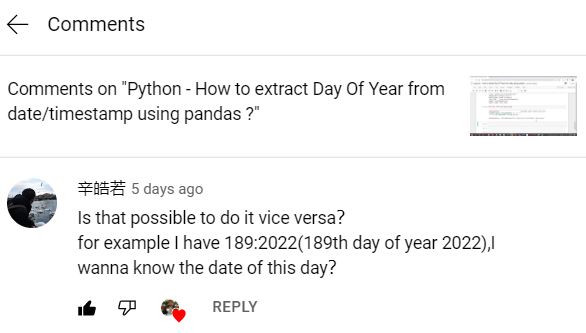 Comments
Comments on "Python - How to extract Day Of Year from
date/timestamp using pandas ?"
辛皓若 5 days ago
Is that possible to do it vice versa?
for example I have 189:2022(189th day of year 2022),I
wanna know the date of this day?
REPLY